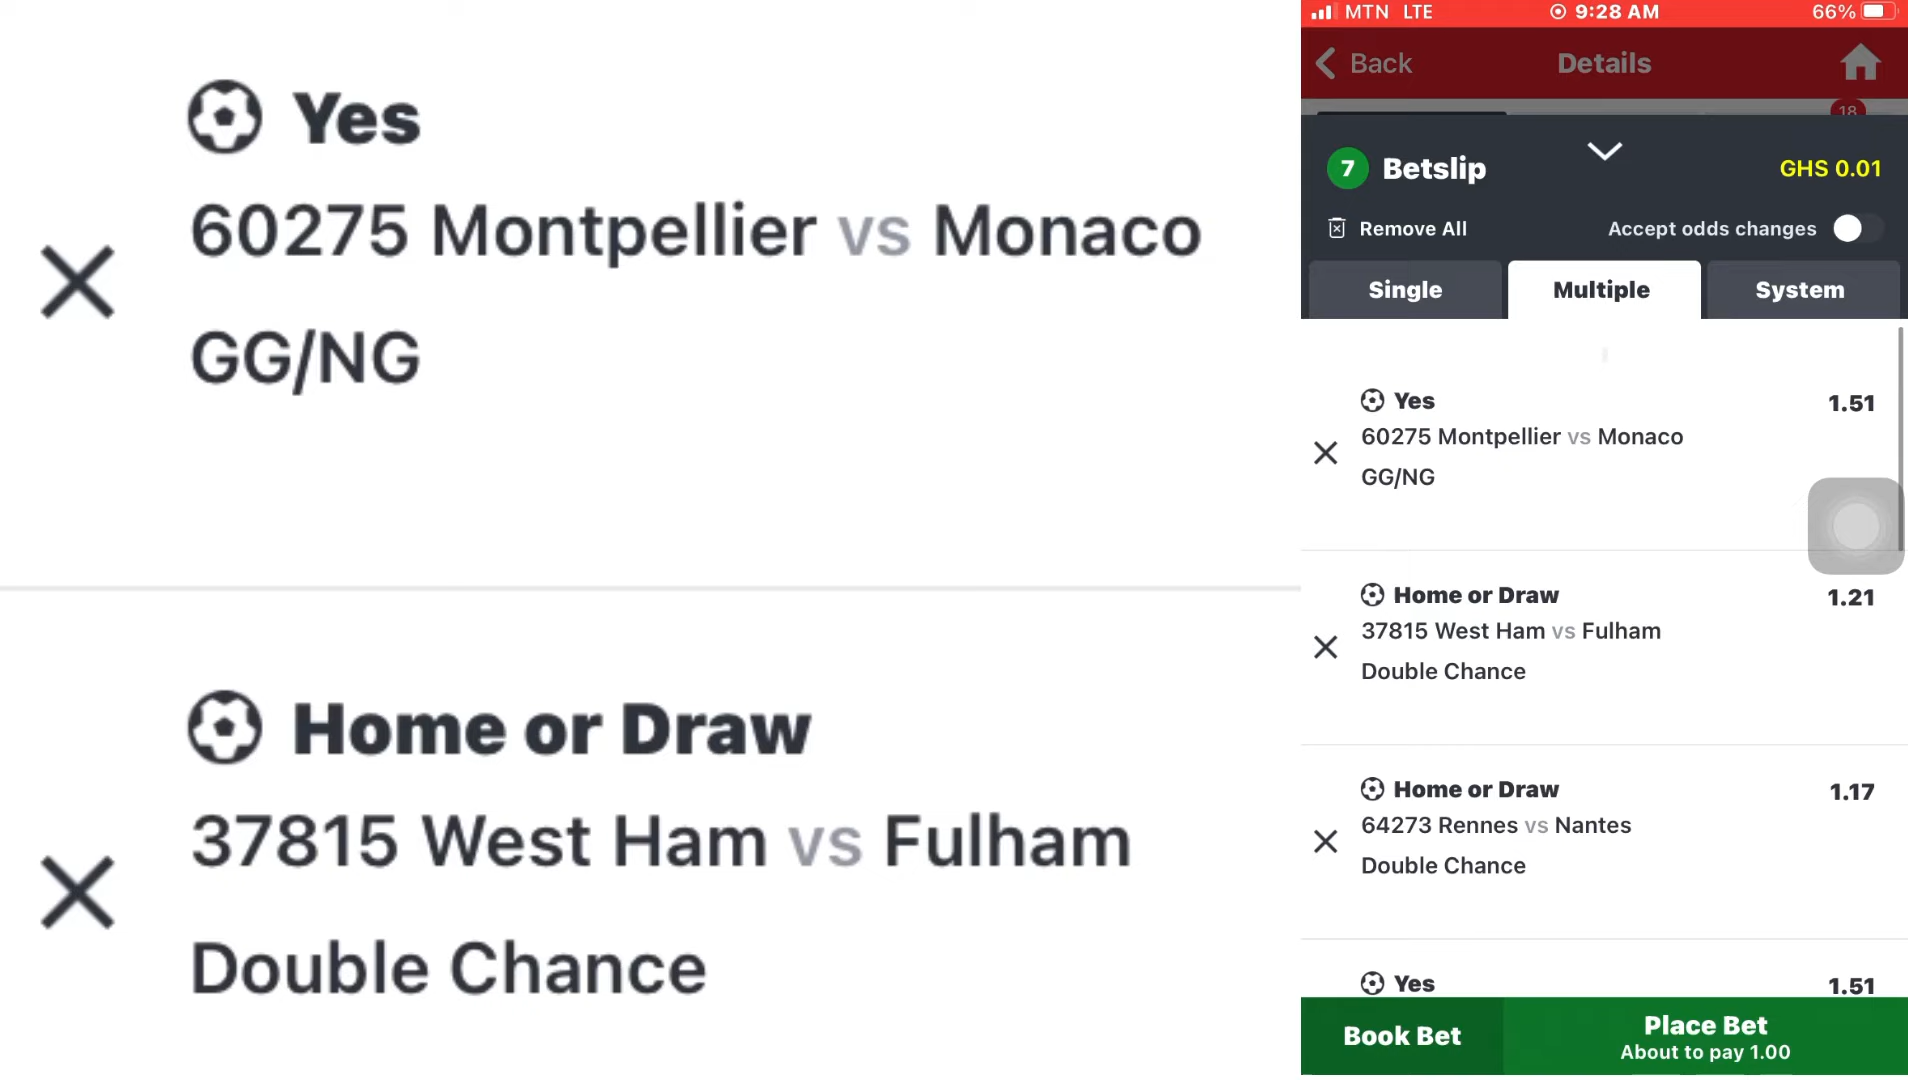 Yes
60275 Montpellier vs Monaco
GG/NG
Home or Draw
37815 West Ham vs Fulham
Double Chance
MTN LTE 9:28 AM 66%
Back Details
18
7 Betslip GHS 0.01
Remove All Accept odds changes
Single Multiple System
Yes 1.51
60275 Montpellier vs Monaco
GG/NG
Home or Draw 1.21
37815 West Ham vs Fulham
Double Chance
Home or Draw 1.17
64273 Rennes vs Nantes
Double Chance
Yes 1.51
Book Bet Place Bet
About to pay 1.00